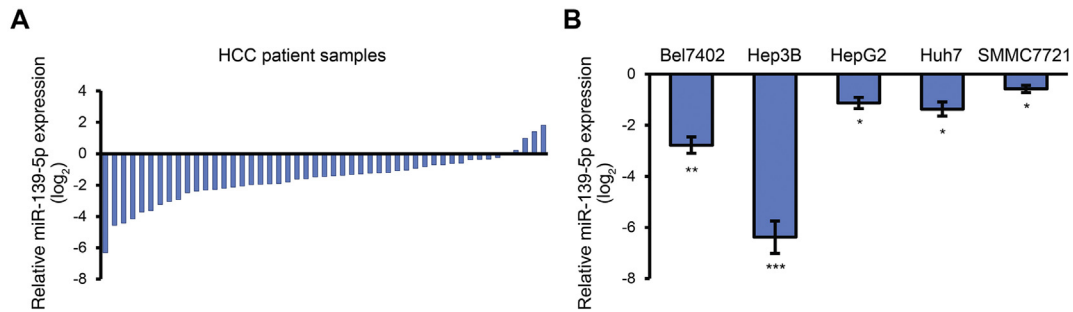 A
HCC patient samples
Relative miR-139-5p expression
(log2)
4
2
0
-2
-4
-6
-8
B
Bel7402 Hep3B HepG2 Huh7 SMMC7721
Relative miR-139-5p expression
(log2)
0
-2
-4
-6
-8
**
***
*
*
*